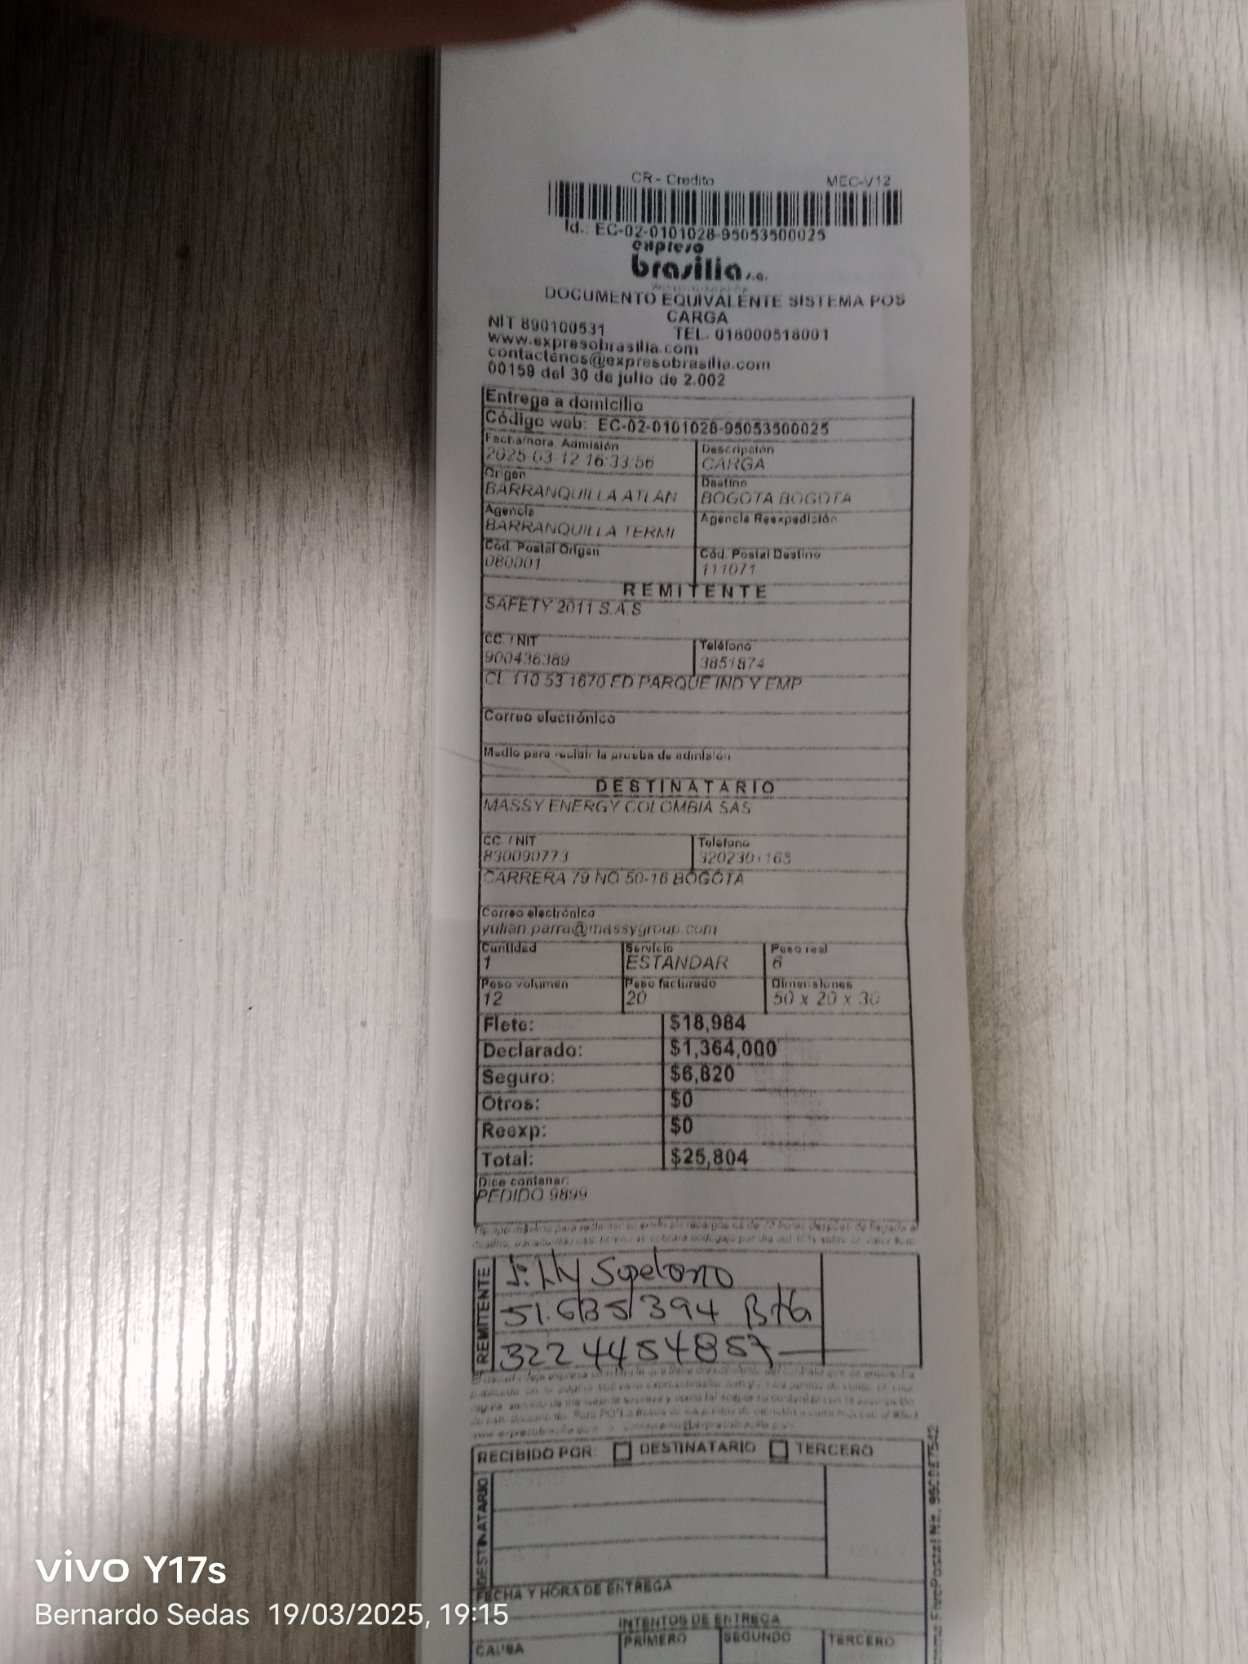 CR - Credito MEC-V12
Id.: EC-02-0101028-95053500025
expreso
brasilia s.a.
DOCUMENTO EQUIVALENTE SISTEMA POS
CARGA
NIT 890100531 TEL. 018000518001
www.expresobrasilia.com
contactenos@expresobrasilia.com
00159 del 30 de julio de 2.002
Entrega a domicilio
Código web: EC-02-0101028-95053500025
Fecha/hora. Admisión Descripción
2025-03-12 16:33:56 CARGA
Origen Destino
BARRANQUILLA ATLAN BOGOTA BOGOTA
Agencia Agencia Reexpedición
BARRANQUILLA TERMI
Cód. Postal Origen Cód. Postal Destino
080001 111071
REMITENTE
SAFETY 2011 S.A.S
CC. / NIT Teléfono
900436389 3851874
CL 110 53 1670 ED PARQUE IND Y EMP
Correo electrónico
Medio para recibir la prueba de admisión
DESTINATARIO
MASSY ENERGY COLOMBIA SAS
CC. / NIT Teléfono
830090773
CARRERA 79 NO 50-16 BOGOTA
Correo electrónico
yulian.parra@massygroup.com
Cantidad Servicio Peso real
1 ESTANDAR 6
Peso volumen Peso facturado Dimensiones
12 20 50 x 20 x 30
Flete: $18,984
Declarado: $1,364,000
Seguro: $6,820
Otros: $0
Reexp: $0
Total: $25,804
Dice contener:
PEDIDO 9899
REMITENTE
51.635/394 Btá
322 4454857
RECIBIDO POR: DESTINATARIO TERCERO
DESTINATARIO
FECHA Y HORA DE ENTREGA
INTENTOS DE ENTREGA
CAUSA PRIMERO SEGUNDO TERCERO
vivo Y17s
Bernardo Sedas 19/03/2025, 19:15